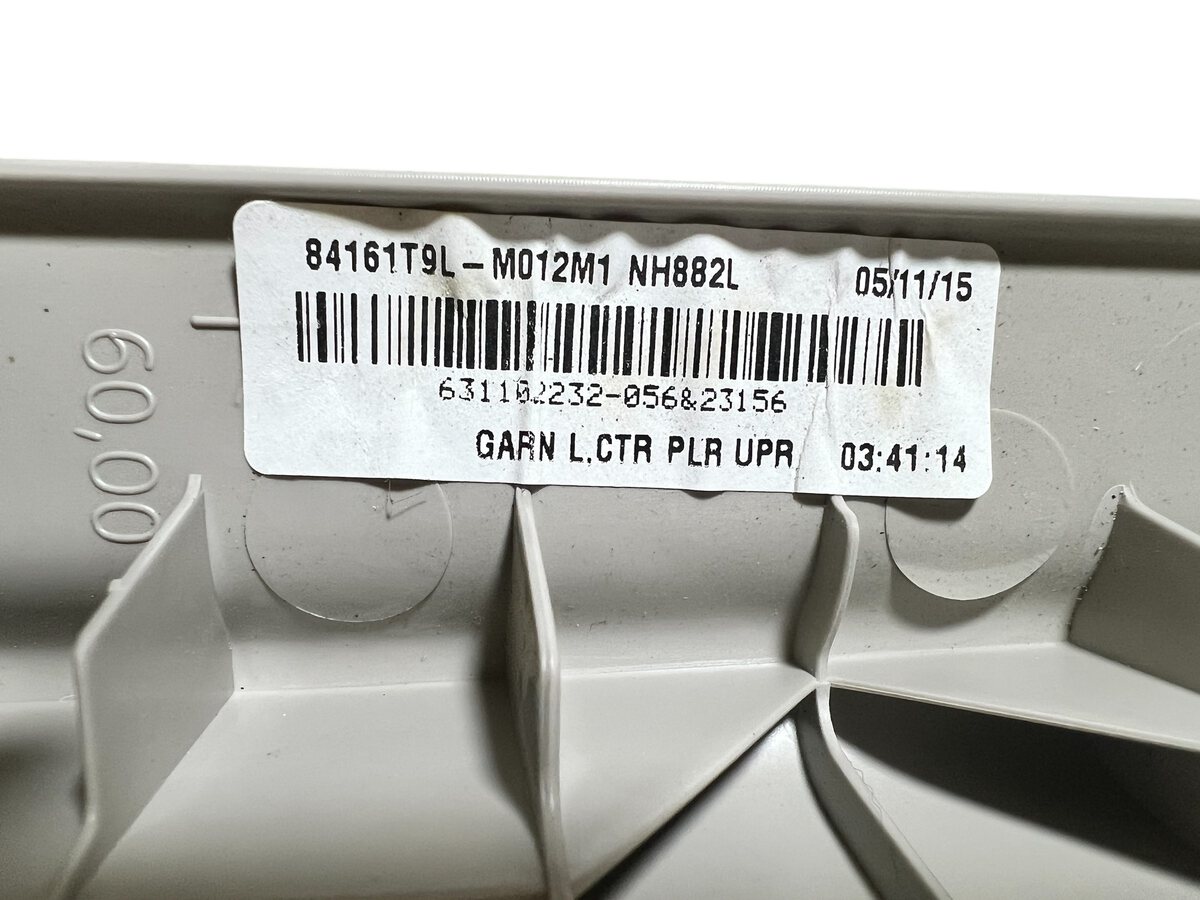 84161T9L-M012M1 NH882L 05/11/15
631102232-056&23156
GARN L.CTR PLR UPR 03:41:14
60,00